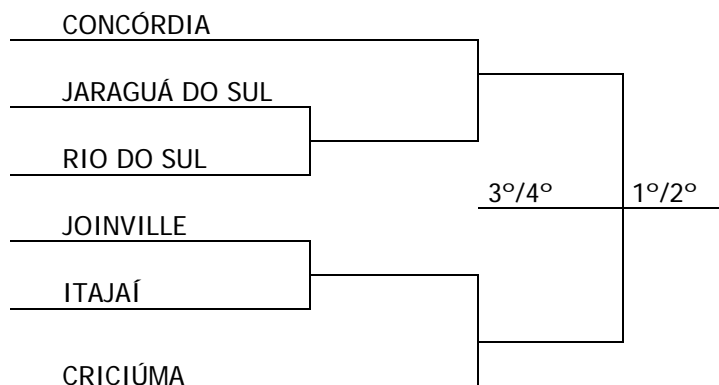 CONCÓRDIA
JARAGUÁ DO SUL
RIO DO SUL
3º/4º 1º/2º
JOINVILLE
ITAJAÍ
CRICIÚMA